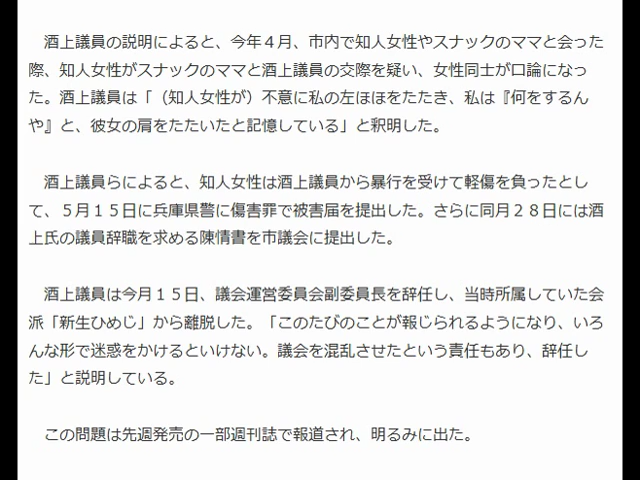 酒上議員の説明によると、今年４月、市内で知人女性やスナックのママと会った
際、知人女性がスナックのママと酒上議員の交際を疑い、女性同士が口論になっ
た。酒上議員は「（知人女性が）不意に私の左ほほをたたき、私は『何をするん
や』と、彼女の肩をたたいたと記憶している」と釈明した。
酒上議員らによると、知人女性は酒上議員から暴行を受けて軽傷を負ったとし
て、５月１５日に兵庫県警に傷害罪で被害届を提出した。さらに同月２８日には酒
上氏の議員辞職を求める陳情書を市議会に提出した。
酒上議員は今月１５日、議会運営委員会副委員長を辞任し、当時所属していた会
派「新生ひめじ」から離脱した。「このたびのことが報じられるようになり、いろ
んな形で迷惑をかけるといけない。議会を混乱させたという責任もあり、辞任し
た」と説明している。
この問題は先週発売の一部週刊誌で報道され、明るみに出た。